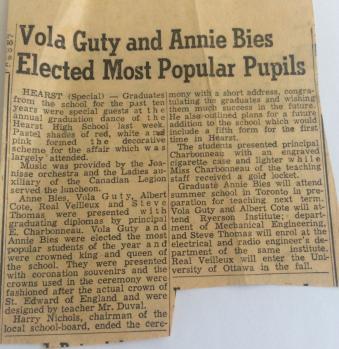 Vola Guty and Annie Bies
Elected Most Popular Pupils
HEARST (Special) — Graduates
from the school for the past ten
years were special guests at the
annual graduation dance of the
Hearst High School last week.
Pastel shades of red, white and
pink formed the decorative
scheme for the affair which was
largely attended.
Music was provided by the Joa-
nisse orchestra and the Ladies au-
xiliary of the Canadian Legion
served the luncheon.
Anne Bies, Vola Guty, Albert
Cote, Real Veilleux and Steve
Thomas were presented with
graduating diplomas by principal
E. Charbonneau. Vola Guty and
Annie Bies were elected the most
popular students of the year and
were crowned king and queen of
the school. They were presented
with coronation souvenirs and the
crowns used in the ceremony were
fashioned after the actual crown of
St. Edward of England and were
designed by teacher Mr. Duval.
Harry Nichols, chairman of the
local school-board, ended the cere-
mony with a short address, congra-
tulating the graduates and wishing
them much success in the future.
He also outlined plans for a future
addition to the school which would
include a fifth form for the first
time in Hearst.
The students presented principal
Charbonneau with an engraved
cigarette case and lighter while
Miss Charbonneau of the teaching
staff received a gold locket.
Graduate Annie Bies will attend
summer school in Toronto in pre-
paration for teaching next term.
Vola Guty and Albert Cote will at-
tend Ryerson Institute; depart-
ment of Mechanical Engineering,
and Steve Thomas will enrol at the
electrical and radio engineer's de-
partment of the same institute.
Real Veilleux will enter the Uni-
versity of Ottawa in the fall.